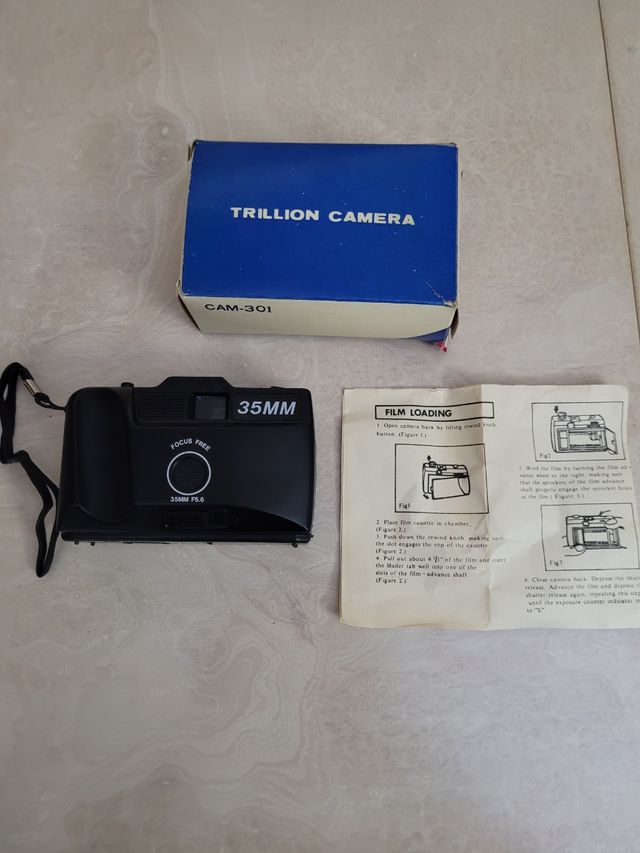 TRILLION CAMERA
CAM-301
35MM
FOCUS FREE
35MM F5.6
FILM LOADING
1. Open camera back by lifting rewind knob
button. (Figure 1.)
Fig1
2. Place film cassette in chamber,
(Figure 2.)
3. Push down the rewind knob, making sure
the slot engages the top of the cassette
(Figure 2.)
4. Pull out about 4 1/2" of the film and insert
the leader tab well into one of the
slots of the film-advance shaft.
(Figure 2.)
Fig2
5. Wind the film by turning the film ad-
vance wheel to the right, making sure
that the sprockets of the film advance
shaft properly engage the sprocket holes
in the film (Figure 3.)
Fig3
6. Close camera back. Depress the
release. Advance the film and depress
shutter release again, repeating this
until the exposure counter indicator
to "S"